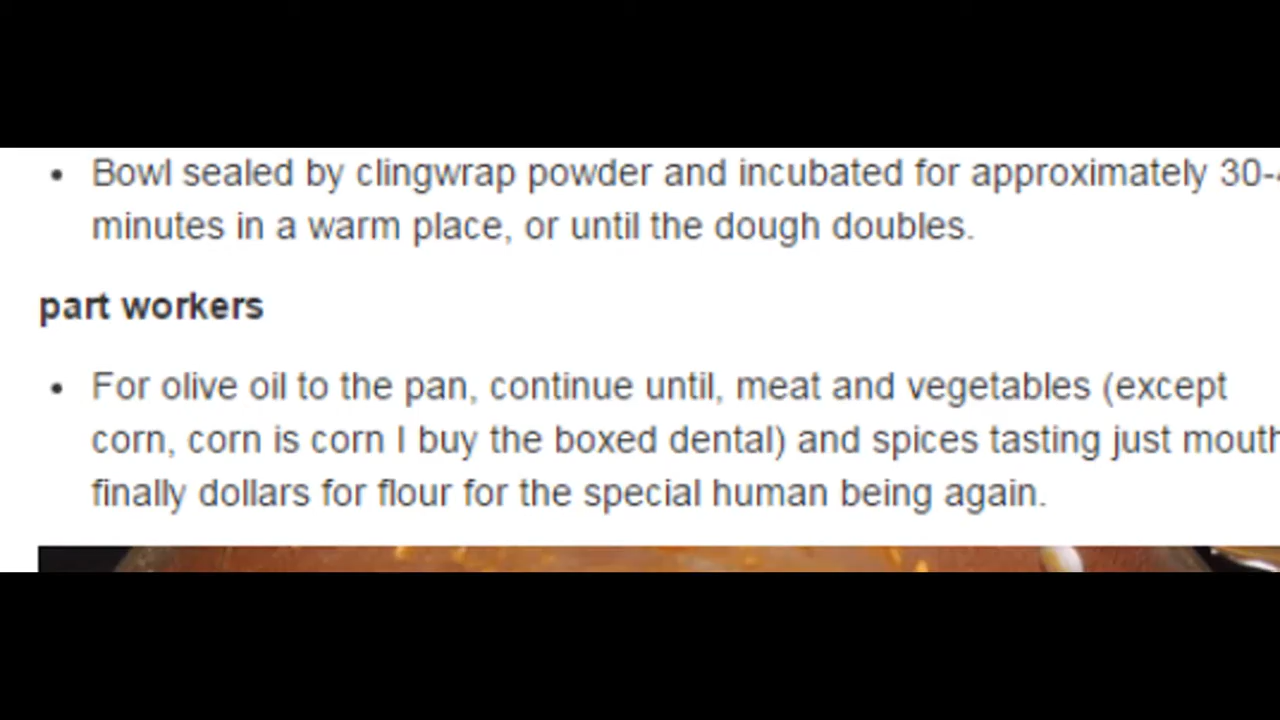 Bowl sealed by clingwrap powder and incubated for approximately 30-
minutes in a warm place, or until the dough doubles.
part workers
For olive oil to the pan, continue until, meat and vegetables (except
corn, corn is corn I buy the boxed dental) and spices tasting just mouth
finally dollars for flour for the special human being again.